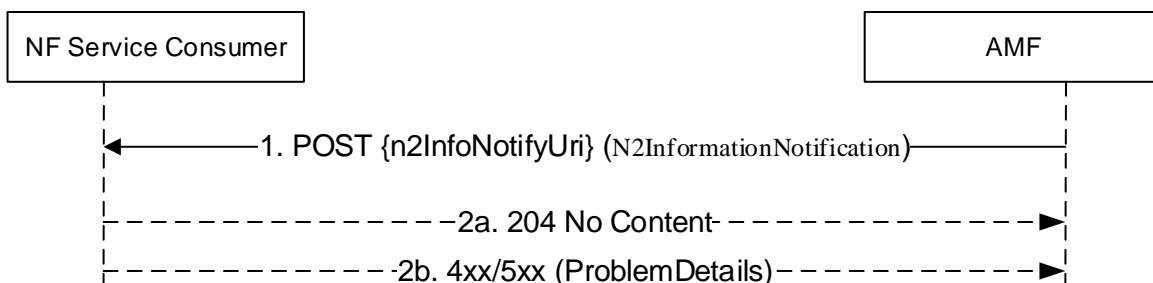 NF Service Consumer
AMF
1. POST {n2InfoNotifyUri} (N2InformationNotification)
2a. 204 No Content
2b. 4xx/5xx (ProblemDetails)